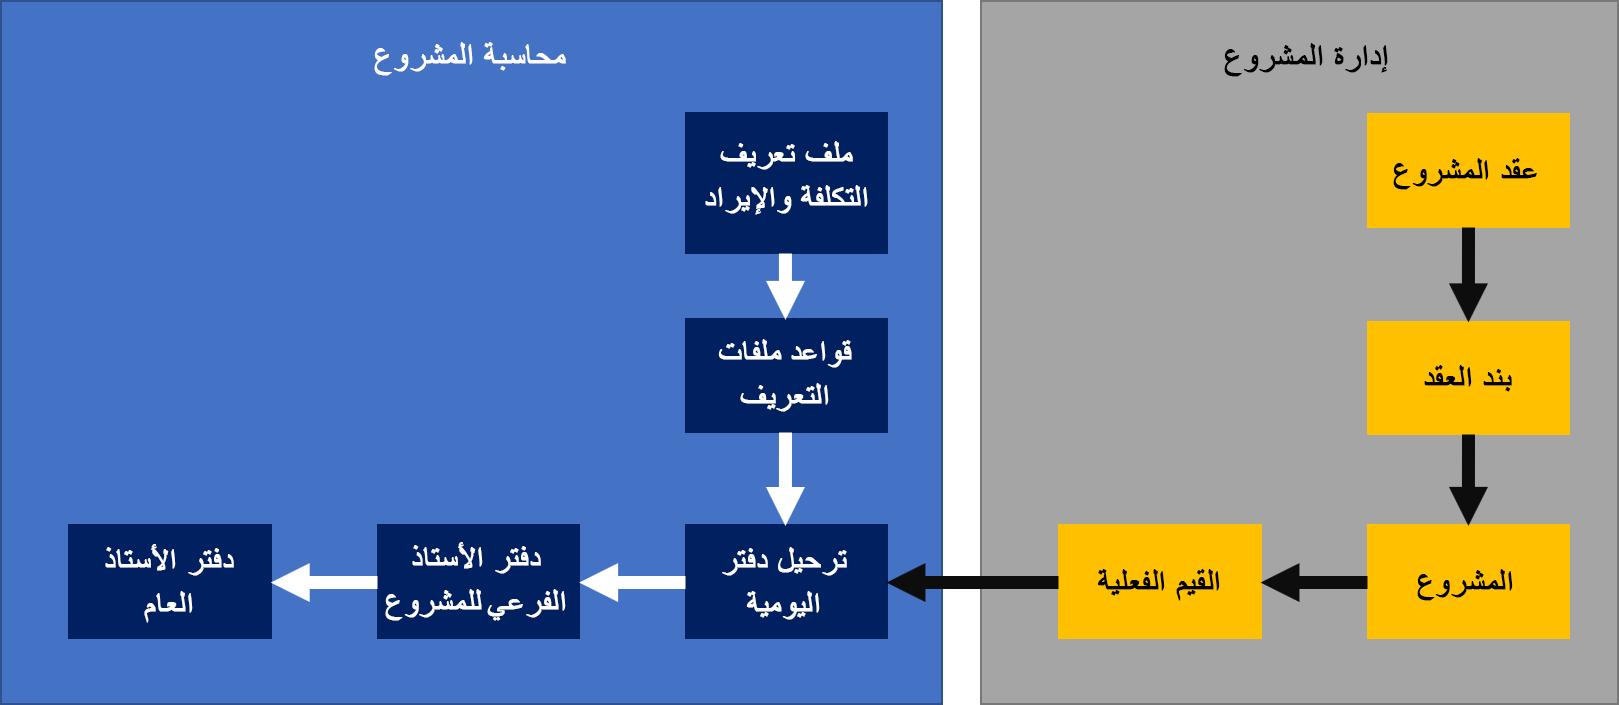 إدارة المشروع
عقد المشروع
بند العقد
المشروع
القيم الفعلية
محاسبة المشروع
ملف تعريف
التكلفة والإيراد
قواعد ملفات
التعريف
ترحيل دفتر
اليومية
دفتر الأستاذ
الفرعي للمشروع
دفتر الأستاذ
العام